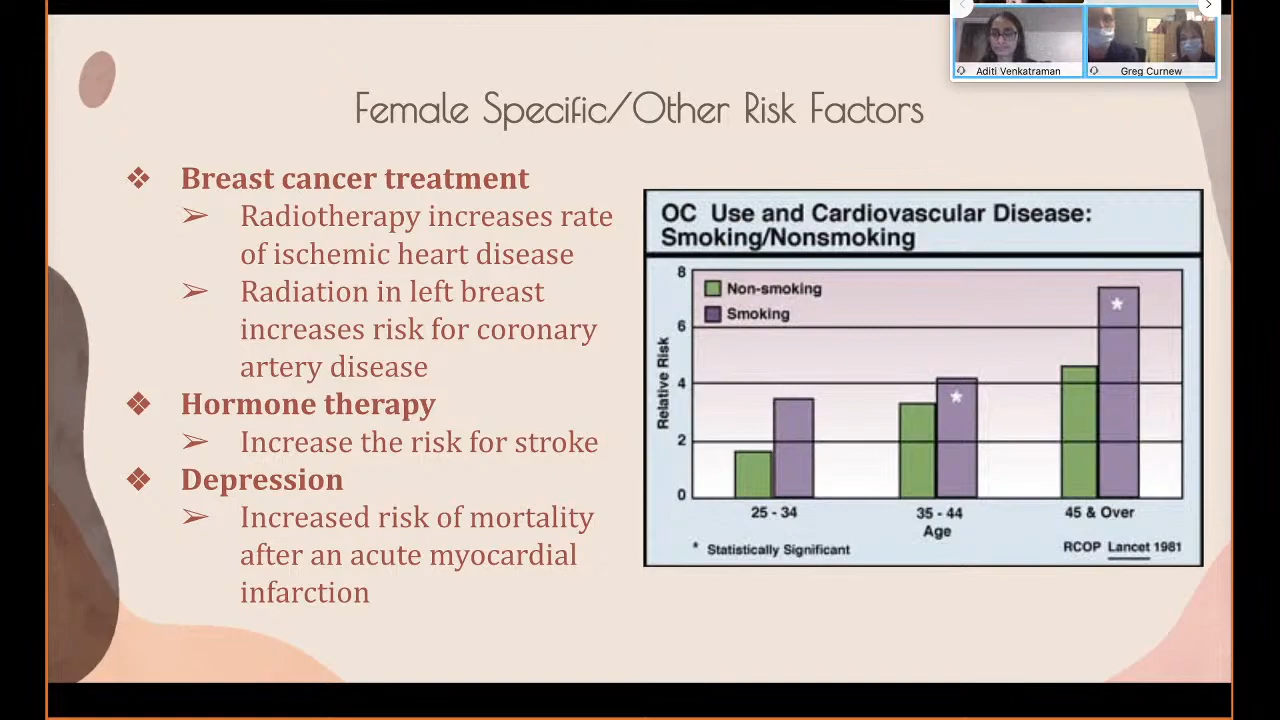 Aditi Venkatraman
Greg Curnew
Female Specific/Other Risk Factors
❖ Breast cancer treatment
➢ Radiotherapy increases rate
of ischemic heart disease
➢ Radiation in left breast
increases risk for coronary
artery disease
❖ Hormone therapy
➢ Increase the risk for stroke
❖ Depression
➢ Increased risk of mortality
after an acute myocardial
infarction
OC Use and Cardiovascular Disease:
Smoking/Nonsmoking
8
6
4
2
0
Relative Risk
Non-smoking
Smoking
*
*
25 - 34
35 - 44
45 & Over
Age
* Statistically Significant
RCOP Lancet 1981